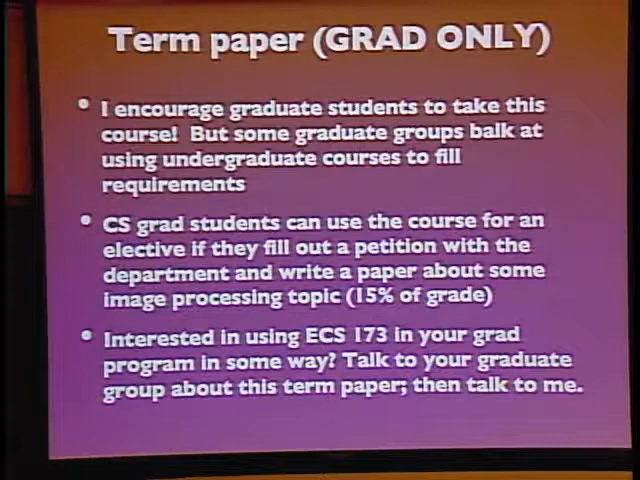 Term paper (GRAD ONLY)
• I encourage graduate students to take this
course! But some graduate groups balk at
using undergraduate courses to fill
requirements
• CS grad students can use the course for an
elective if they fill out a petition with the
department and write a paper about some
image processing topic (15% of grade)
• Interested in using ECS 173 in your grad
program in some way? Talk to your graduate
group about this term paper; then talk to me.